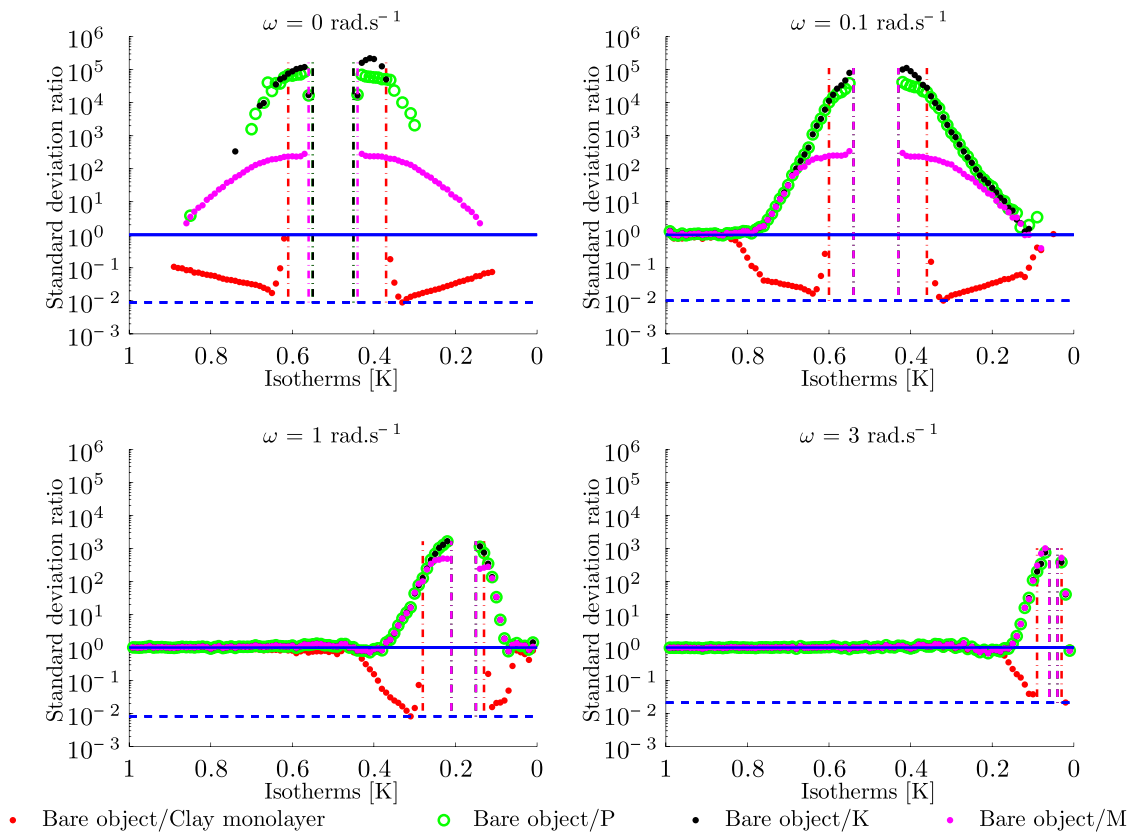 ω = 0 rad.s⁻¹
Standard deviation ratio
10⁶
10⁵
10⁴
10³
10²
10¹
10⁰
10⁻¹
10⁻²
10⁻³
1 0.8 0.6 0.4 0.2 0
Isotherms [K]
ω = 0.1 rad.s⁻¹
Standard deviation ratio
10⁶
10⁵
10⁴
10³
10²
10¹
10⁰
10⁻¹
10⁻²
10⁻³
1 0.8 0.6 0.4 0.2 0
Isotherms [K]
ω = 1 rad.s⁻¹
Standard deviation ratio
10⁶
10⁵
10⁴
10³
10²
10¹
10⁰
10⁻¹
10⁻²
10⁻³
1 0.8 0.6 0.4 0.2 0
Isotherms [K]
ω = 3 rad.s⁻¹
Standard deviation ratio
10⁶
10⁵
10⁴
10³
10²
10¹
10⁰
10⁻¹
10⁻²
10⁻³
1 0.8 0.6 0.4 0.2 0
Isotherms [K]
Bare object/Clay monolayer Bare object/P Bare object/K Bare object/M